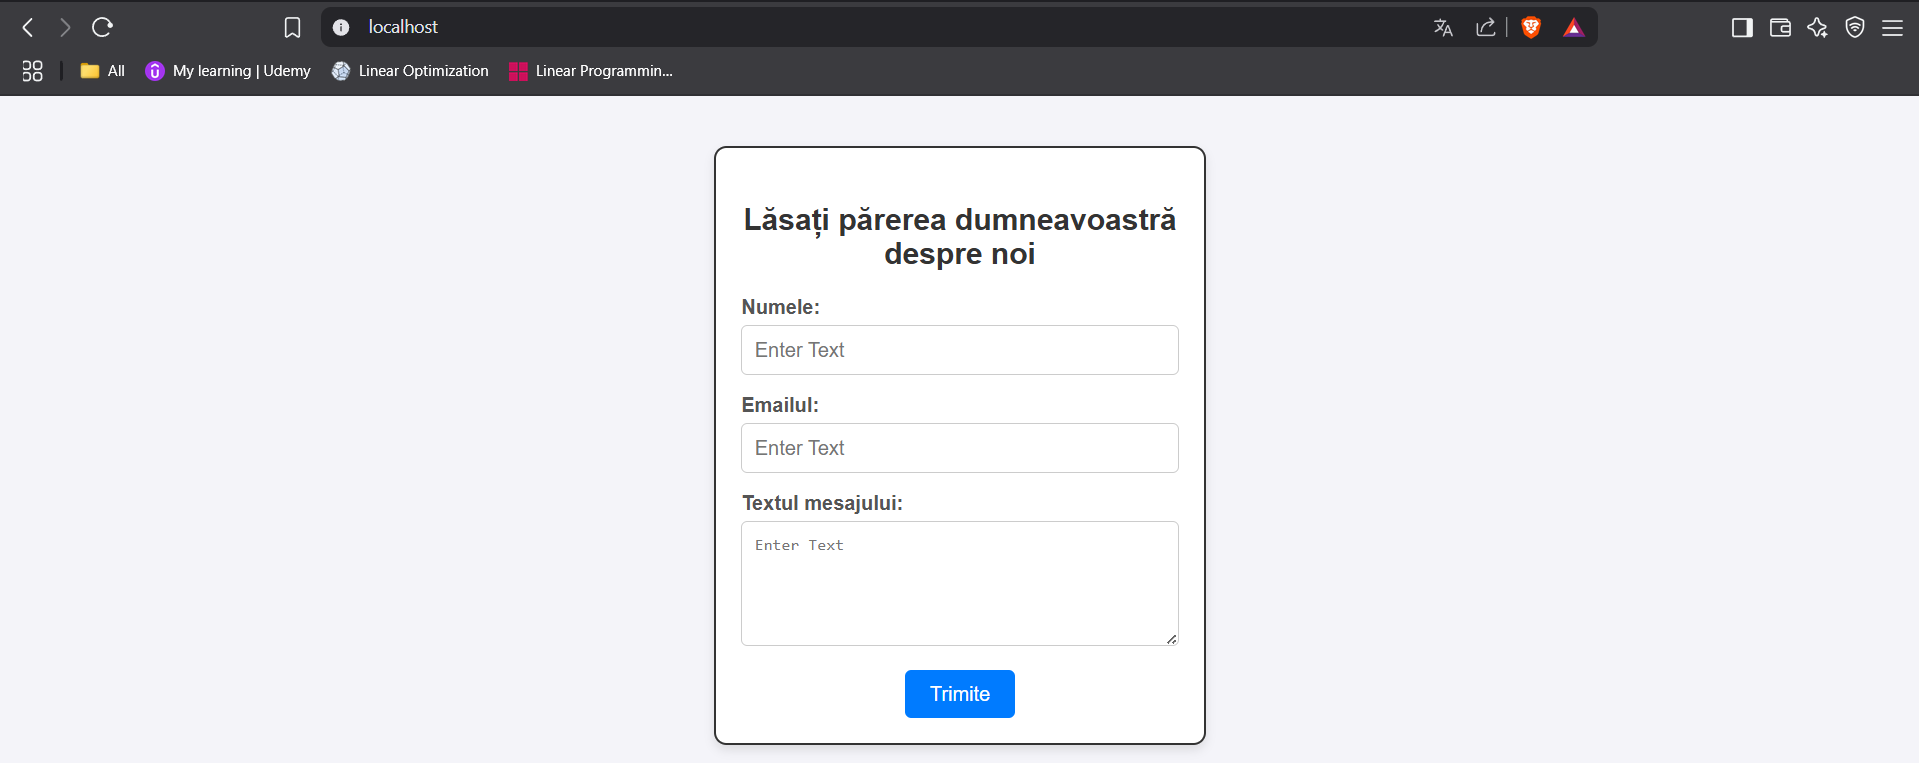 localhost
All
My learning | Udemy
Linear Optimization
Linear Programmin...
Lăsați părerea dumneavoastră
despre noi
Numele:
Enter Text
Emailul:
Enter Text
Textul mesajului:
Enter Text
Trimite